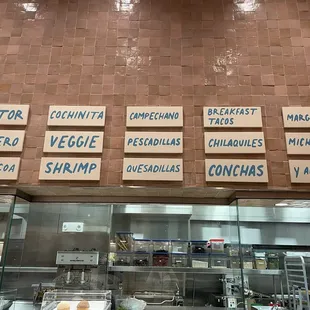 COCHINITA
CAMPECHANO
BREAKFAST
TACOS
VEGGIE
PESCADILLAS
CHILAQUILES
SHRIMP
QUESADILLAS
CONCHAS